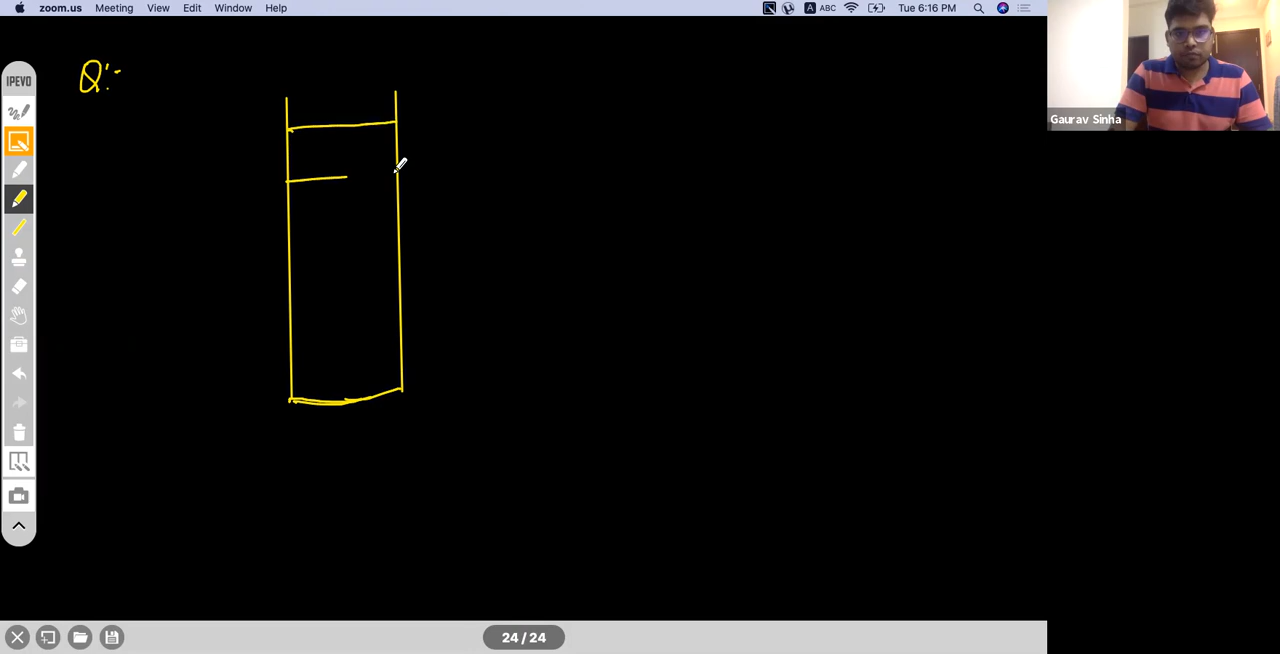 zoom.us Meeting View Edit Window Help A ABC Tue 6:16 PM
IPEVO
Q:-
Gaurav Sinha
24 / 24